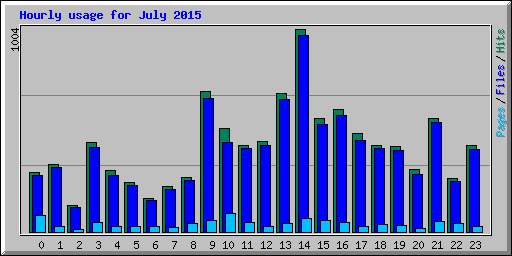 Hourly usage for July 2015
1004
Pages / Files / Hits
0 1 2 3 4 5 6 7 8 9 10 11 12 13 14 15 16 17 18 19 20 21 22 23